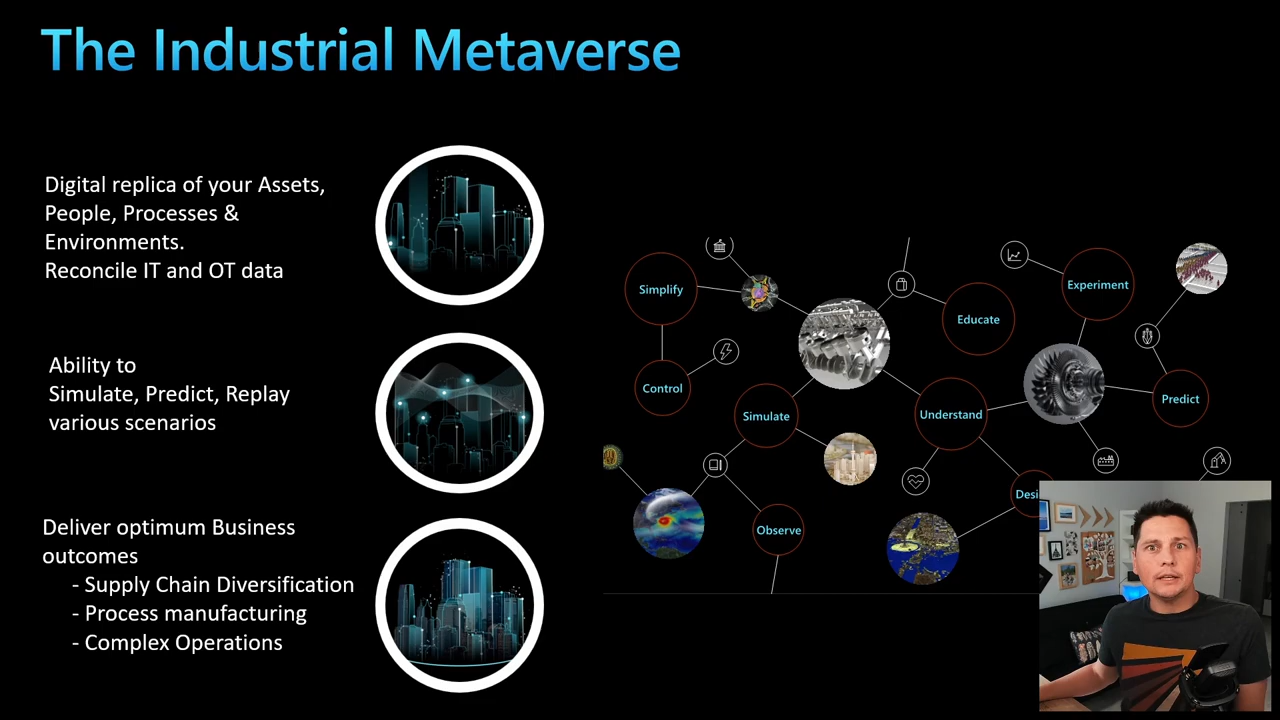 The Industrial Metaverse
Digital replica of your Assets,
People, Processes &
Environments.
Reconcile IT and OT data
Ability to
Simulate, Predict, Replay
various scenarios
Deliver optimum Business
outcomes
- Supply Chain Diversification
- Process manufacturing
- Complex Operations
Simplify
Experiment
Educate
Control
Predict
Simulate
Understand
Desi
Observe